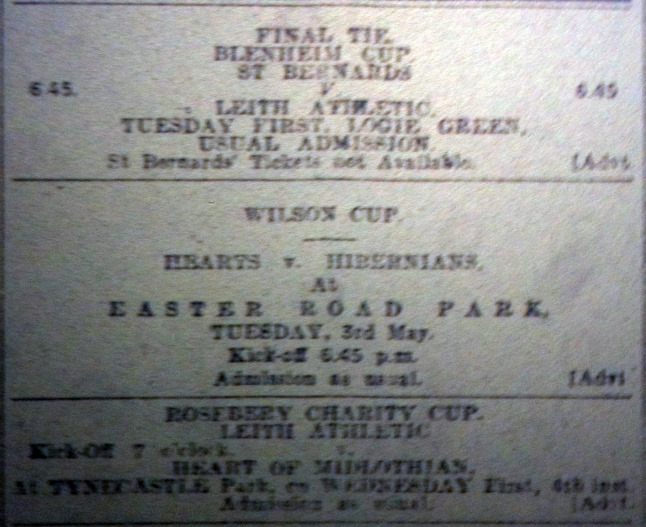 FINAL TIE.
BLENHEIM CUP
ST BERNARDS
6.45. v. 6.45
LEITH ATHLETIC.
TUESDAY FIRST, LOGIE GREEN.
USUAL ADMISSION.
St Bernards' Tickets not Available. [Advt.
WILSON CUP.
HEARTS v. HIBERNIANS,
At
EASTER ROAD PARK,
TUESDAY, 3rd May.
Kick-off 6.45 p.m.
Admission as usual. [Advt
ROSEBERY CHARITY CUP.
LEITH ATHLETIC
Kick-Off 7 o'clock. v.
HEART OF MIDLOTHIAN,
At TYNECASTLE Park, on WEDNESDAY First, 4th inst.
Admission as usual. [Advt.